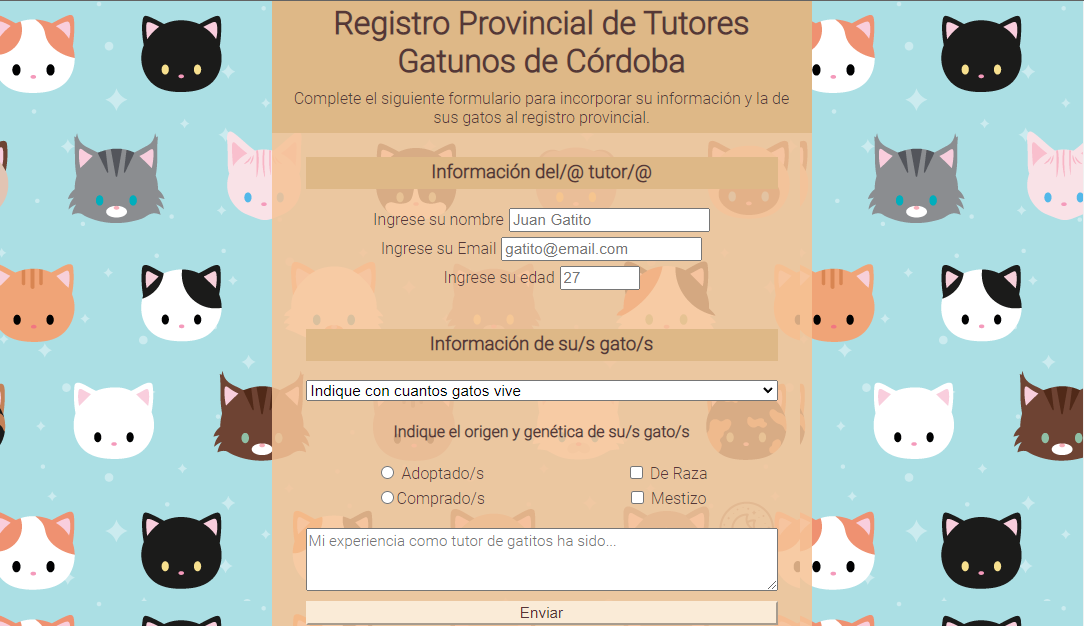 Registro Provincial de Tutores
Gatunos de Córdoba
Complete el siguiente formulario para incorporar su información y la de
sus gatos al registro provincial.
Información del/@ tutor/@
Ingrese su nombre Juan Gatito
Ingrese su Email gatito@email.com
Ingrese su edad 27
Información de su/s gato/s
Indique con cuantos gatos vive
Indique el origen y genética de su/s gato/s
Adoptado/s De Raza
Comprado/s Mestizo
Mi experiencia como tutor de gatitos ha sido...
Enviar